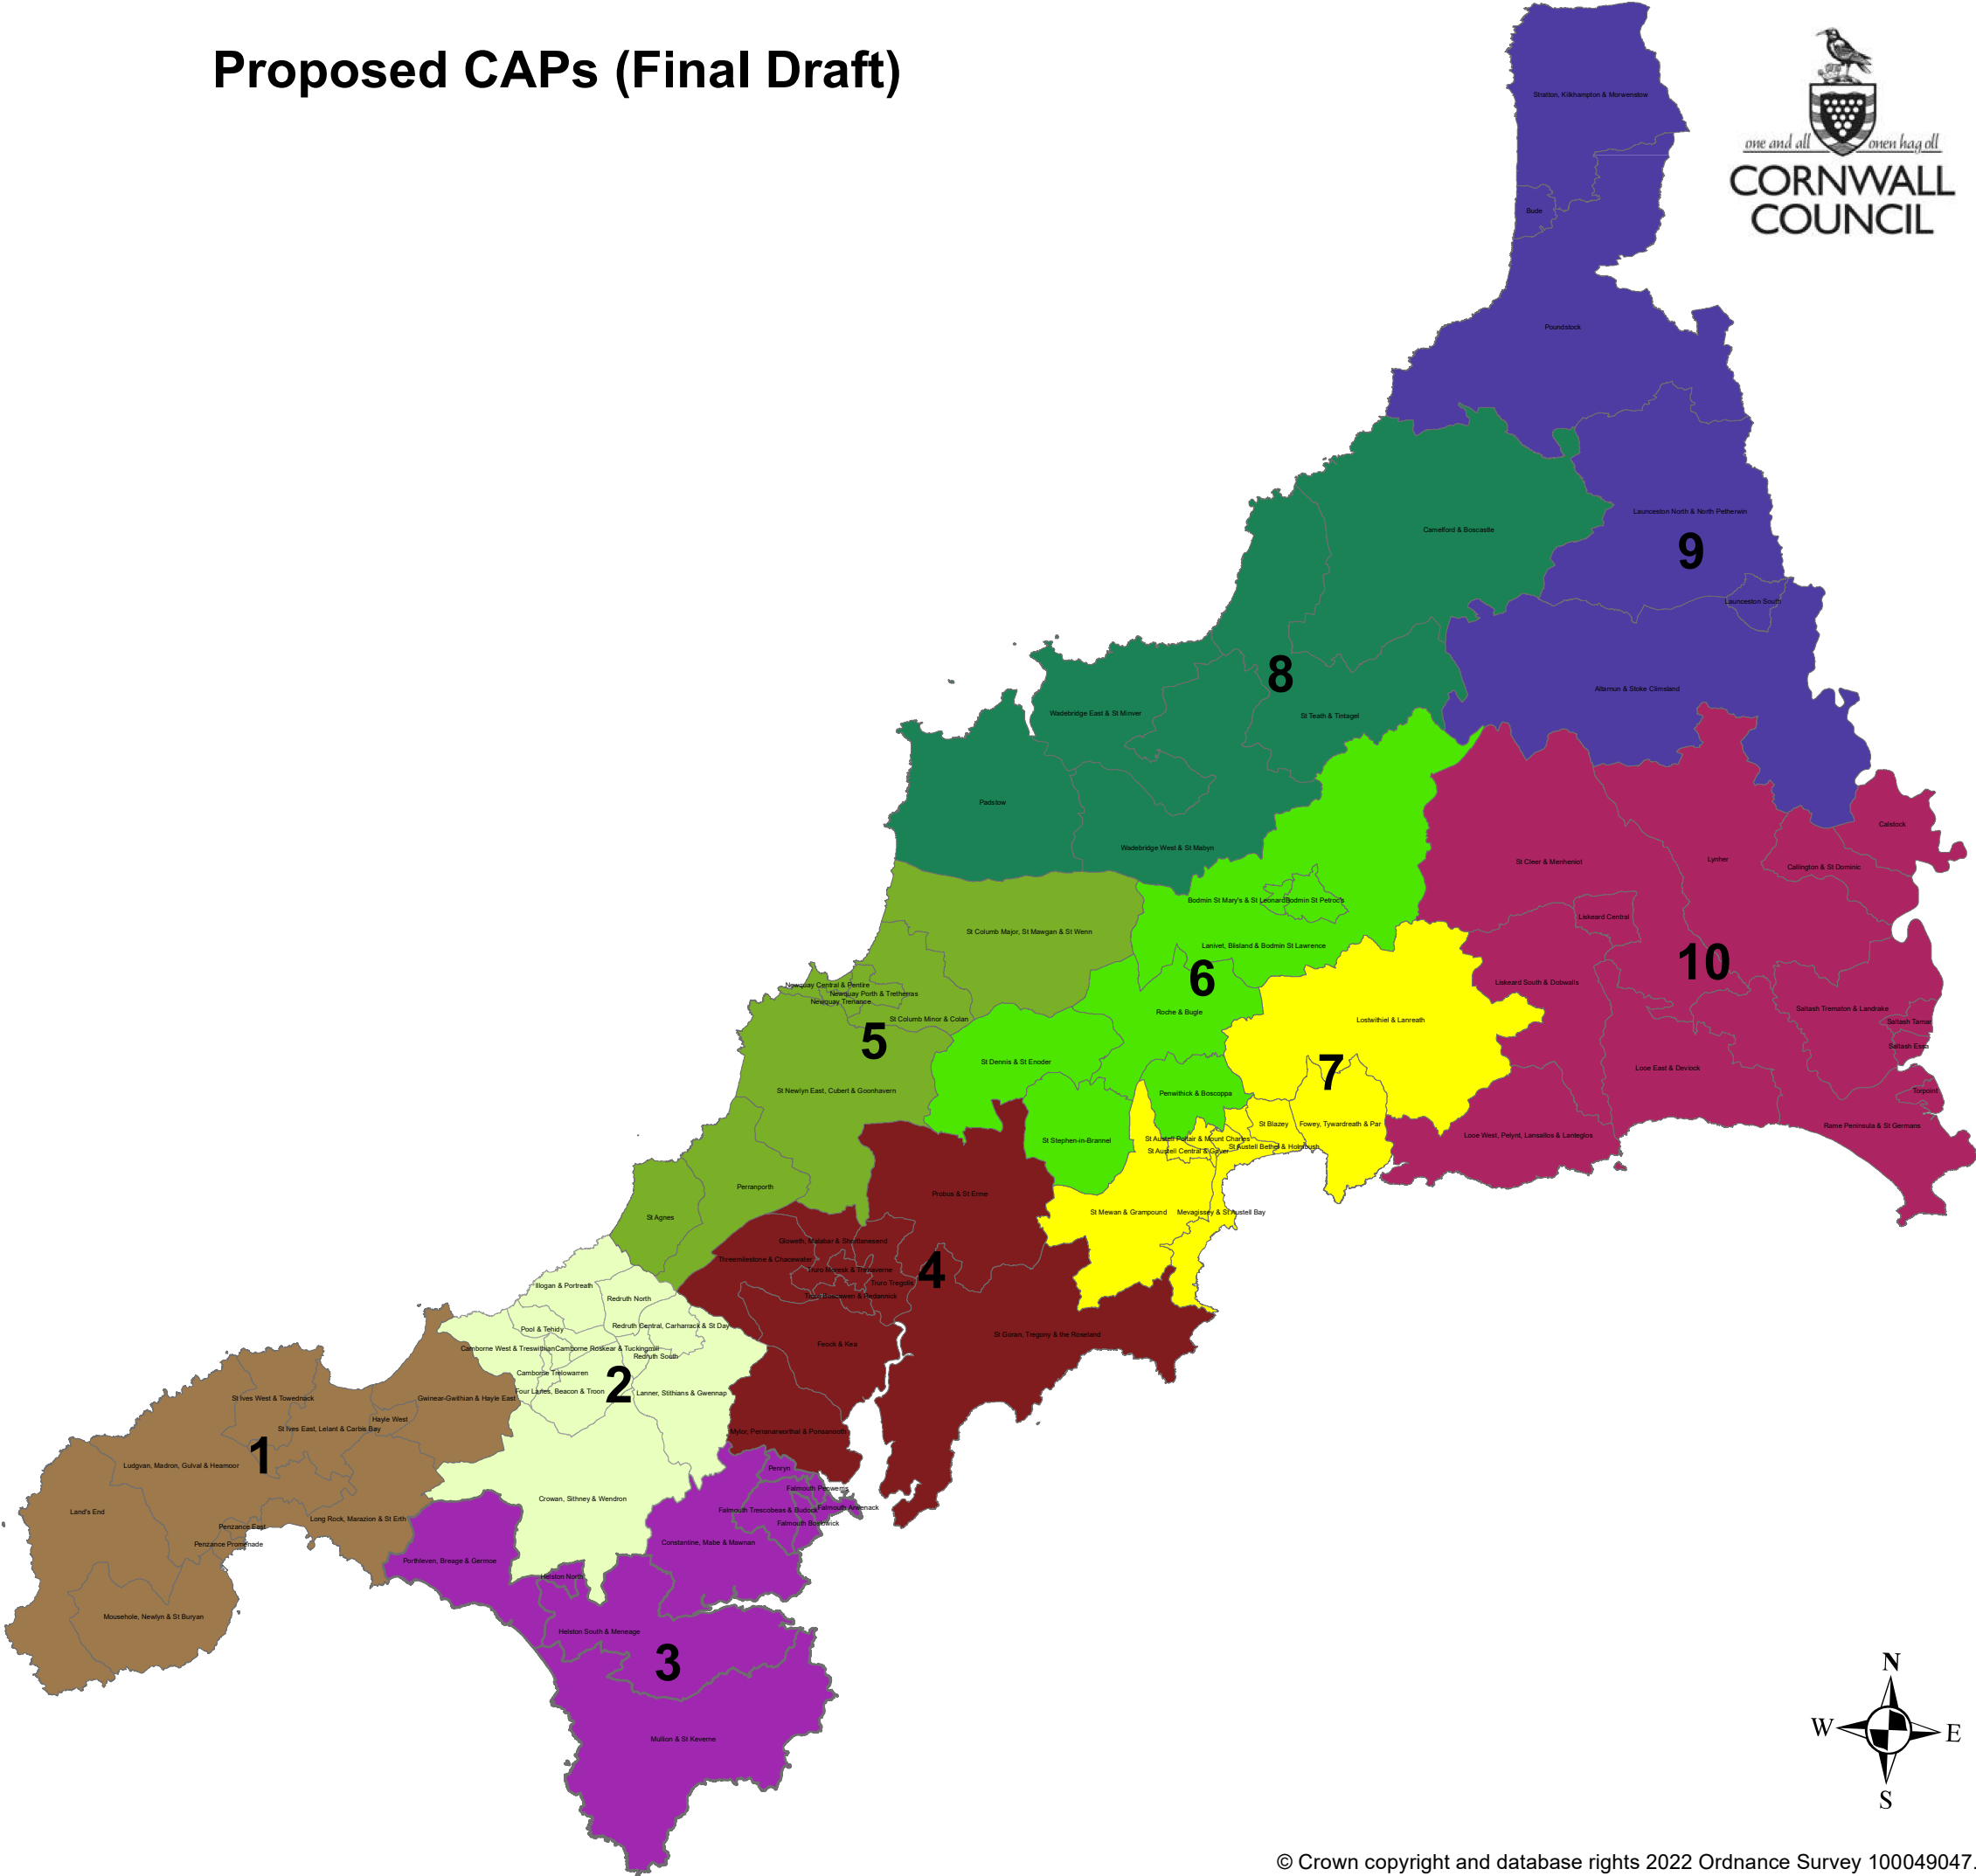 Proposed CAPs (Final Draft)
one and all
onen hag oll
CORNWALL
COUNCIL
Stratton, Kilkhampton & Morwenstow
Bude
Poundstock
Launceston North & North Petherwin
9
Launceston South
Camelford & Boscastle
Altarnun & Stoke Climsland
8
St Teath & Tintagel
Wadebridge East & St Minver
Padstow
Wadebridge West & St Mabyn
Calstock
Lynher
St Cleer & Menheniot
Callington & St Dominic
Bodmin St Mary's & St Leonard
Bodmin St Petroc's
Liskeard Central
St Columb Major, St Mawgan & St Wenn
Lanivet, Blisland & Bodmin St Lawrence
10
6
Liskeard South & Dobwalls
Newquay Central & Pentire
Newquay Porth & Tretherras
Newquay Trenance
St Columb Minor & Colan
Roche & Bugle
Lostwithiel & Lanreath
Saltash Trematon & Landrake
Saltash Tamar
Saltash Essa
5
St Dennis & St Enoder
7
Looe East & Deviock
St Newlyn East, Cubert & Goonhavern
Penwithick & Boscoppa
Torpoint
St Blazey
Fowey, Tywardreath & Par
Rame Peninsula & St Germans
St Stephen-in-Brannel
St Austell Poltair & Mount Charles
St Austell Central & Gover
St Austell Bethel & Holmbush
Looe West, Pelynt, Lansallos & Lanteglos
Perranporth
Probus & St Erme
St Mewan & Grampound
Mevagissey & St Austell Bay
St Agnes
Gloweth, Malabar & Shortlanesend
Threemilestone & Chacewater
Truro Moresk & Trehaverne
Truro Tregolls
4
Truro Boscawen & Redannick
Illogan & Portreath
Redruth North
Pool & Tehidy
Redruth Central, Carharrack & St Day
St Goran, Tregony & the Roseland
Feock & Kea
Camborne West & Treswithian
Camborne Roskear & Tuckingmill
Redruth South
Camborne Trelowarren
2
Four Lanes, Beacon & Troon
Lanner, Stithians & Gwennap
St Ives West & Towednack
Gwinear-Gwithian & Hayle East
Hayle West
St Ives East, Lelant & Carbis Bay
Mylor, Perranarworthal & Ponsanooth
1
Ludgvan, Madron, Gulval & Heamoor
Penryn
Falmouth Penwerris
Crowan, Sithney & Wendron
Falmouth Trescobeas & Budock
Falmouth Arwenack
Falmouth Boslowick
Land's End
Long Rock, Marazion & St Erth
Penzance East
Penzance Promenade
Constantine, Mabe & Mawnan
Porthleven, Breage & Germoe
Helston North
Mousehole, Newlyn & St Buryan
Helston South & Meneage
3
Mullion & St Keverne
N
W
E
S
© Crown copyright and database rights 2022 Ordnance Survey 100049047.